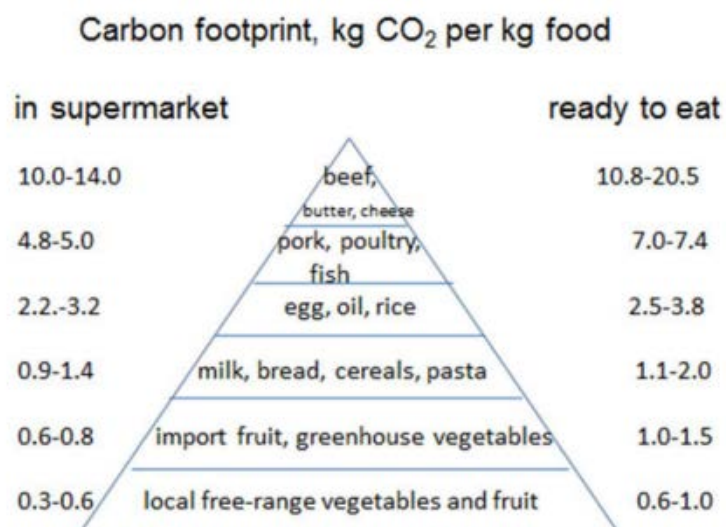 Carbon footprint, kg CO₂ per kg food
in supermarket ready to eat
10.0-14.0 beef, 10.8-20.5
butter, cheese
4.8-5.0 pork, poultry, 7.0-7.4
fish
2.2.-3.2 egg, oil, rice 2.5-3.8
0.9-1.4 milk, bread, cereals, pasta 1.1-2.0
0.6-0.8 import fruit, greenhouse vegetables 1.0-1.5
0.3-0.6 local free-range vegetables and fruit 0.6-1.0